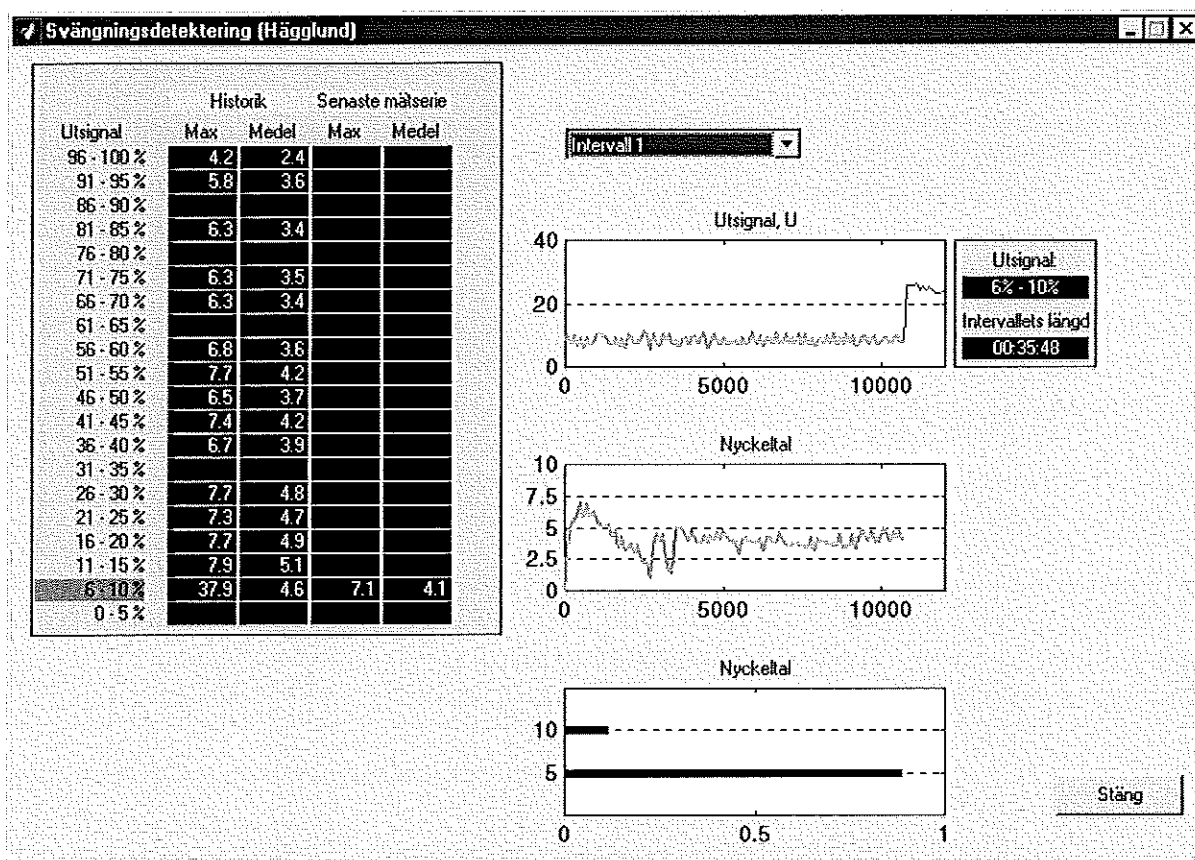 Svängningsdetektering (Hägglund)
Historik Senaste mätserie
Utsignal Max Medel Max Medel
96 - 100 % 4.2 2.4
91 - 95 % 5.8 3.6
86 - 90 %
81 - 85 % 6.3 3.4
76 - 80 %
71 - 75 % 6.3 3.5
66 - 70 % 6.3 3.4
61 - 65 %
56 - 60 % 6.8 3.6
51 - 55 % 7.7 4.2
46 - 50 % 6.5 3.7
41 - 45 % 7.4 4.2
36 - 40 % 6.7 3.9
31 - 35 %
26 - 30 % 7.7 4.8
21 - 25 % 7.3 4.7
16 - 20 % 7.7 4.9
11 - 15 % 7.9 5.1
6 - 10 % 37.9 4.6 7.1 4.1
0 - 5 %
Intervall 1
Utsignal, U
40
20
0
0 5000 10000
Utsignal
6% - 10%
Intervallets längd
00:35:48
Nyckeltal
10
7.5
5
2.5
0
0 5000 10000
Nyckeltal
10
5
0 0.5 1
Stäng